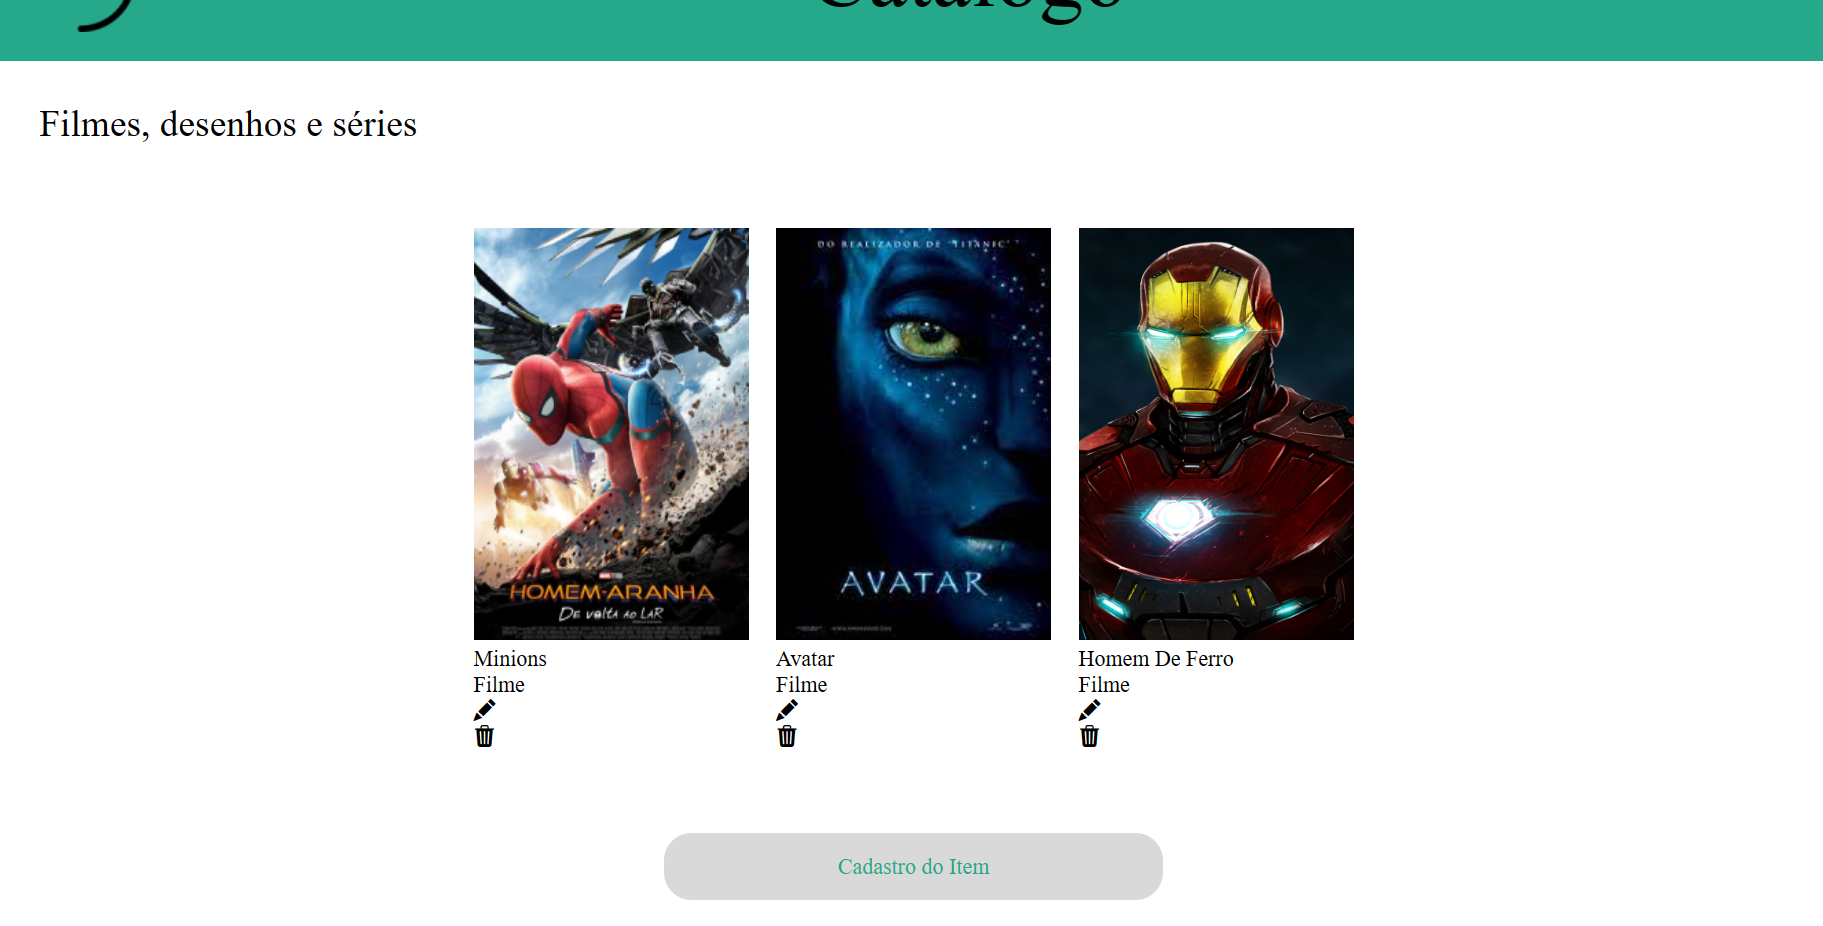 Catálogo
Filmes, desenhos e séries
HOMEM-ARANHA
DE VOLTA AO LAR
DO REALIZADOR DE "TITANIC"
AVATAR
Minions
Filme
Avatar
Filme
Homem De Ferro
Filme
Cadastro do Item